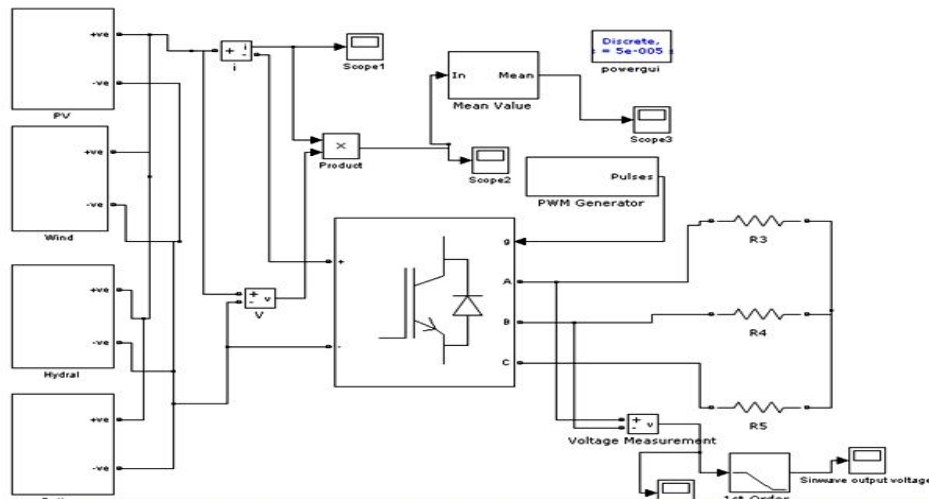 +ve
-ve
PV
+ve
-ve
Wind
+ve
-ve
Hydral
+ve
-ve
+
-
i
i
Scope1
In
Mean
Mean Value
Scope3
Discrete,
= 5e-005
powergui
×
Product
Scope2
Pulses
PWM Generator
+
-
v
V
+
-
g
A
B
C
R3
R4
R5
+
-
v
Voltage Measurement
1st Order
Sinwave output voltage